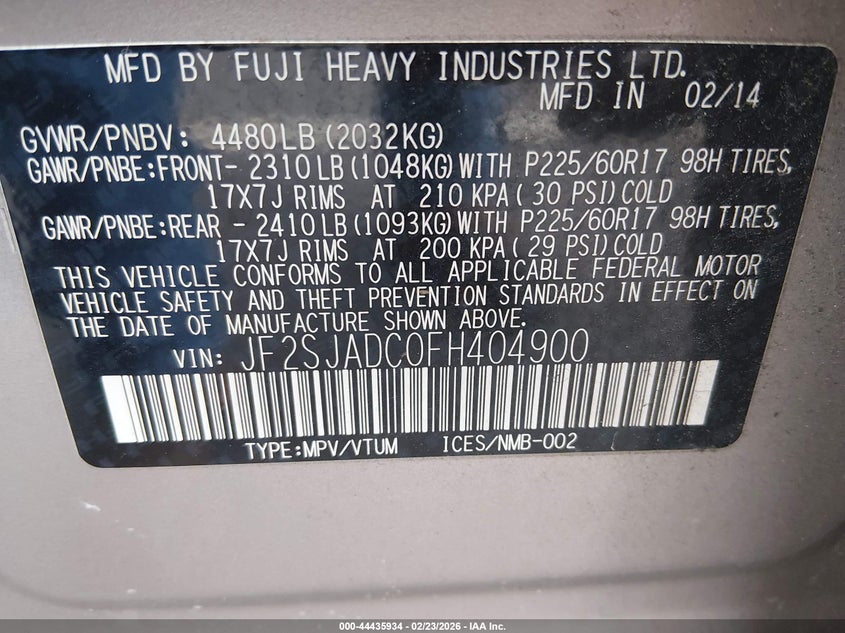 MFD BY FUJI HEAVY INDUSTRIES LTD.
MFD IN 02/14
GVWR/PNBV: 4480LB(2032KG)
GAWR/PNBE:FRONT- 2310LB(1048KG)WITH P225/60R17 98H TIRES,
17X7J RIMS AT 210 KPA( 30 PSI)COLD
GAWR/PNBE:REAR - 2410LB(1093KG)WITH P225/60R17 98H TIRES,
17X7J RIMS AT 200 KPA( 29 PSI)COLD
THIS VEHICLE CONFORMS TO ALL APPLICABLE FEDERAL MOTOR
VEHICLE SAFETY AND THEFT PREVENTION STANDARDS IN EFFECT ON
THE DATE OF MANUFACTURE SHOWN ABOVE.
VIN: JF2SJADC0FH404900
TYPE:MPV/VTUM ICES/NMB-002
000-44435934 - 02/23/2026 - IAA Inc.